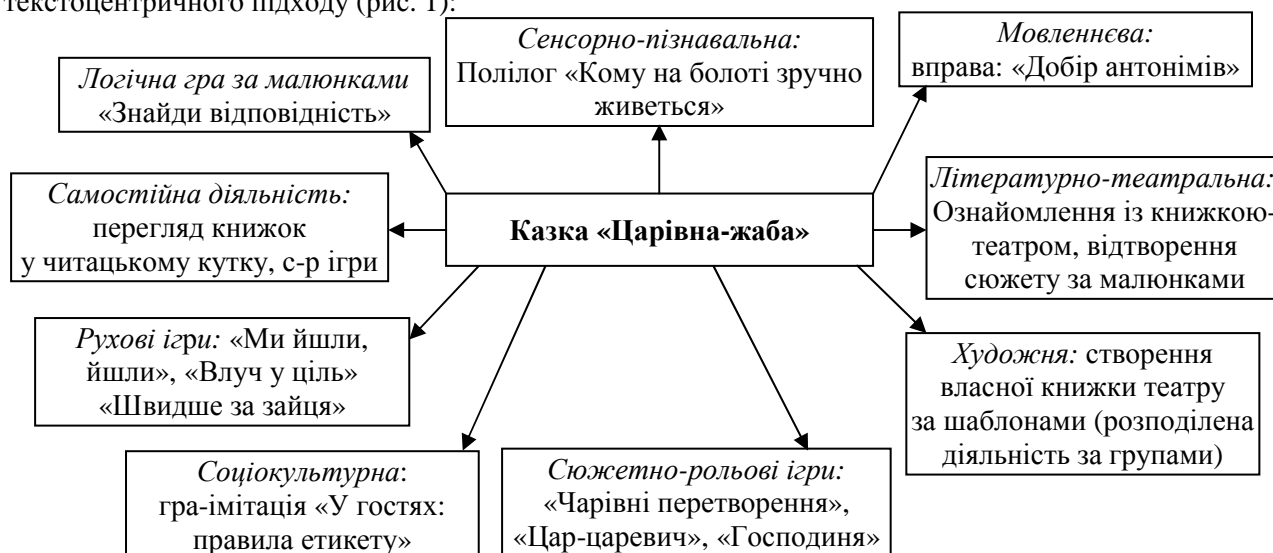 текстоцентричного підходу (рис. 1):
Сенсорно-пізнавальна:
Полілог «Кому на болоті зручно
живеться»
Мовленнєва:
вправа: «Добір антонімів»
Логічна гра за малюнками
«Знайди відповідність»
Самостійна діяльність:
перегляд книжок
у читацькому кутку, с-р ігри
Казка «Царівна-жаба»
Літературно-театральна:
Ознайомлення із книжкою-
театром, відтворення
сюжету за малюнками
Рухові ігри: «Ми йшли,
йшли», «Влуч у ціль»
«Швидше за зайця»
Художня: створення
власної книжки театру
за шаблонами (розподілена
діяльність за групами)
Соціокультурна:
гра-імітація «У гостях:
правила етикету»
Сюжетно-рольові ігри:
«Чарівні перетворення»,
«Цар-царевич», «Господиня»